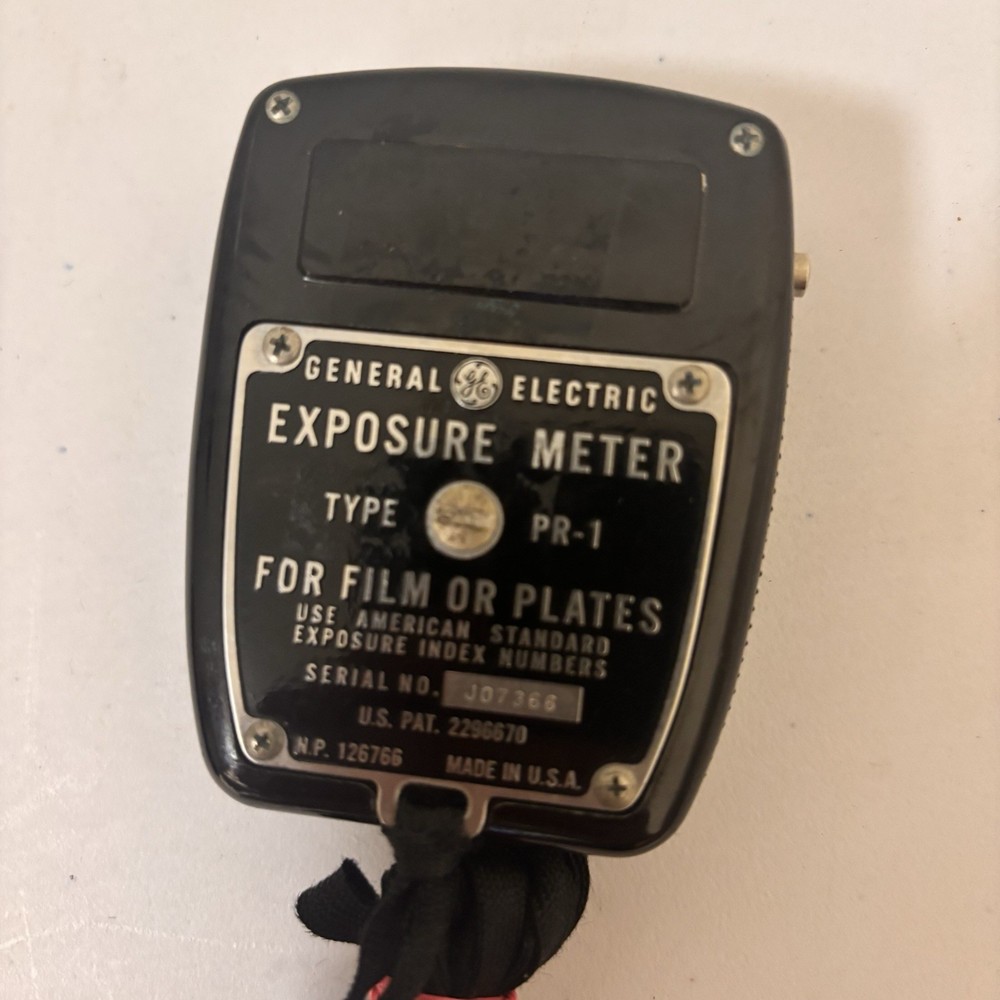 GENERAL GE ELECTRIC
EXPOSURE METER
TYPE PR-1
FOR FILM OR PLATES
USE AMERICAN STANDARD
EXPOSURE INDEX NUMBERS
SERIAL NO. J07366
U.S. PAT. 2296670
N.P. 126766 MADE IN U.S.A.